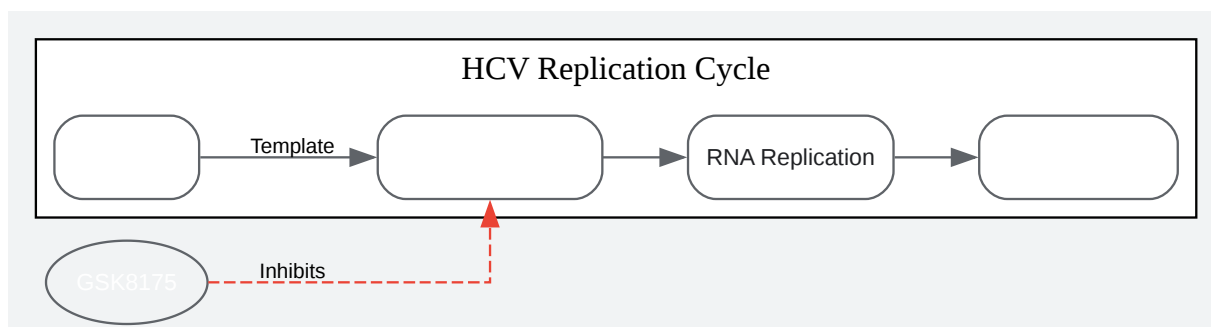 HCV Replication Cycle
Template
RNA Replication
GSK8175
Inhibits